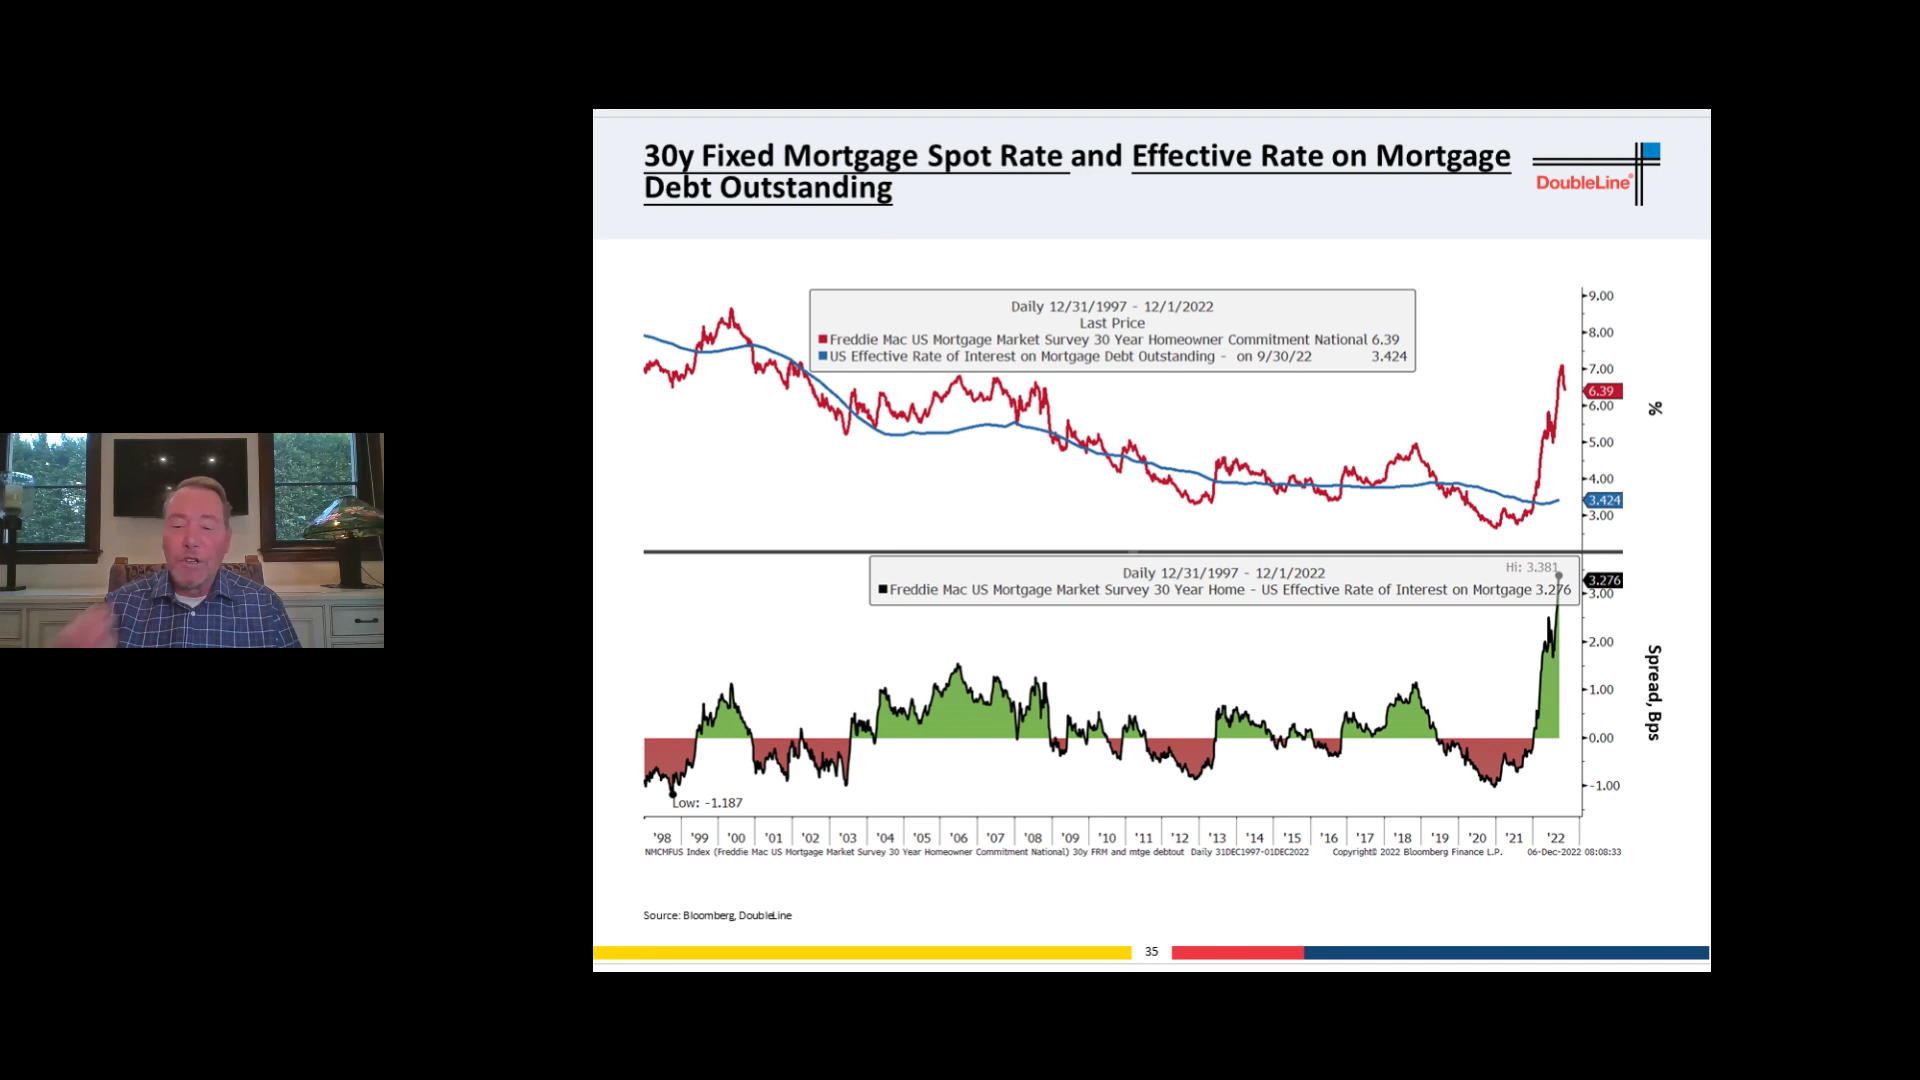 30y Fixed Mortgage Spot Rate and Effective Rate on Mortgage
Debt Outstanding
DoubleLine®
Daily 12/31/1997 - 12/1/2022
Last Price
Freddie Mac US Mortgage Market Survey 30 Year Homeowner Commitment National 6.39
US Effective Rate of Interest on Mortgage Debt Outstanding - on 9/30/22 3.424
9.00
8.00
7.00
6.39
6.00
5.00
4.00
3.424
3.00
%
Daily 12/31/1997 - 12/1/2022
Freddie Mac US Mortgage Market Survey 30 Year Home - US Effective Rate of Interest on Mortgage 3.276
Hi: 3.381
3.276
3.00
2.00
1.00
0.00
-1.00
Spread, Bps
Low: -1.187
'98 '99 '00 '01 '02 '03 '04 '05 '06 '07 '08 '09 '10 '11 '12 '13 '14 '15 '16 '17 '18 '19 '20 '21 '22
NMCMFUS Index (Freddie Mac US Mortgage Market Survey 30 Year Homeowner Commitment National) 30y FRM and mtge debtout Daily 31DEC1997-01DEC2022 Copyright© 2022 Bloomberg Finance L.P. 06-Dec-2022 08:08:33
Source: Bloomberg, DoubleLine
35